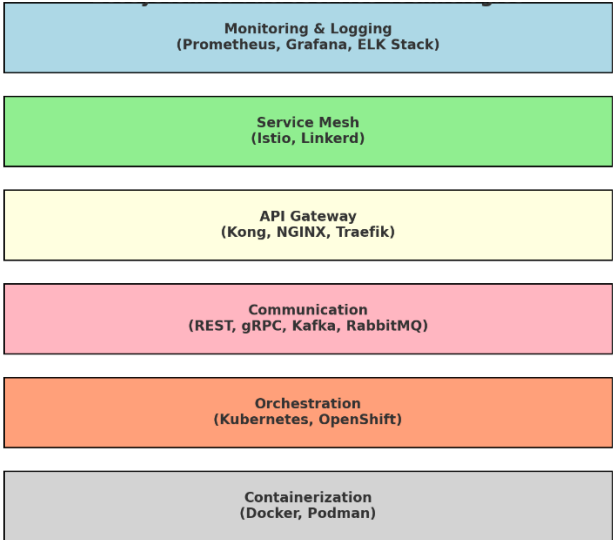 Monitoring & Logging
(Prometheus, Grafana, ELK Stack)
Service Mesh
(Istio, Linkerd)
API Gateway
(Kong, NGINX, Traefik)
Communication
(REST, gRPC, Kafka, RabbitMQ)
Orchestration
(Kubernetes, OpenShift)
Containerization
(Docker, Podman)